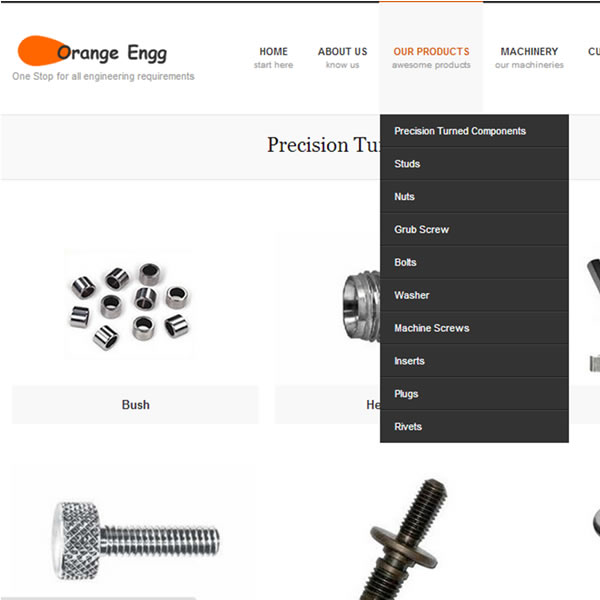 Orange Engg
One Stop for all engineering requirements
HOME
start here
ABOUT US
know us
OUR PRODUCTS
awesome products
MACHINERY
our machineries
CU
Precision Tu
Precision Turned Components
Studs
Nuts
Grub Screw
Bolts
Washer
Machine Screws
Inserts
Plugs
Rivets
Bush
He